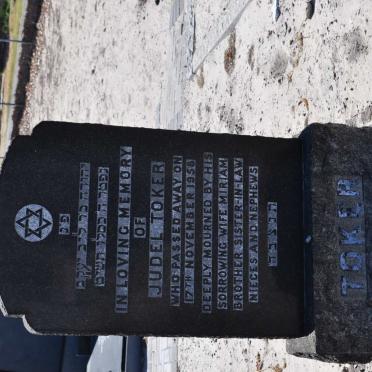 פ נ
IN LOVING MEMORY
OF
JUDEL TOKER
WHO PASSED AWAY ON
17TH NOVEMBER 1958
DEEPLY MOURNED BY HIS
SORROWING WIFE MIRIAM
BROTHER SISTER-IN-LAW
NIECES AND NEPHEWS
ת נ צ ב ה
TOKER